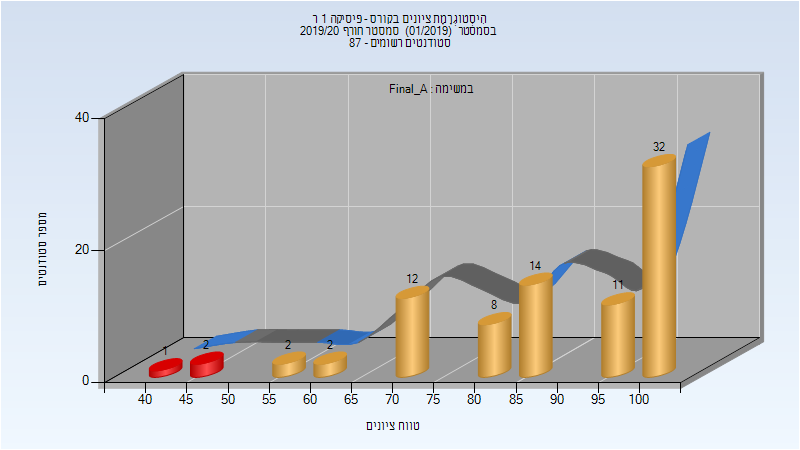 היסטוגרמת ציונים בקורס - פיסיקה 1 ר
בסמסטר (01/2019) סמסטר חורף 2019/20
סטודנטים רשומים - 87
במשימה : Final_A
מספר סטודנטים
40
20
0
1
2
2
2
12
8
14
11
32
40 45 50 55 60 65 70 75 80 85 90 95 100
טווח ציונים